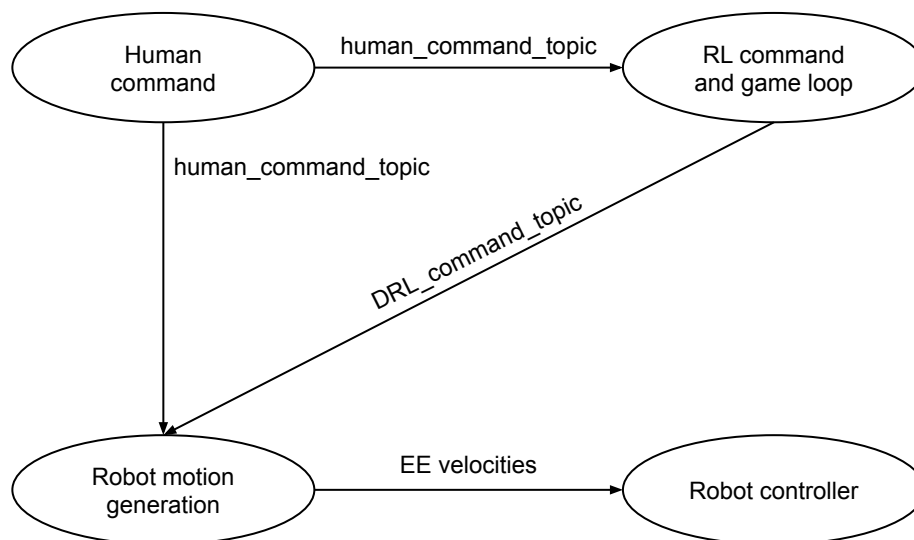 Human
command
human_command_topic
RL command
and game loop
human_command_topic
DRL_command_topic
Robot motion
generation
EE velocities
Robot controller